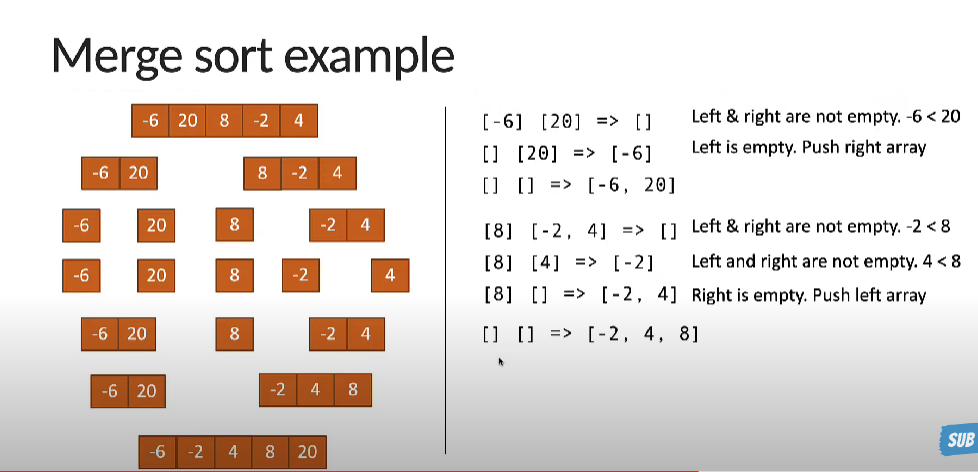 Merge sort example
-6 20 8 -2 4
-6 20 8 -2 4
-6 20 8 -2 4
-6 20 8 -2 4
-6 20 8 -2 4
-6 20 -2 4 8
-6 -2 4 8 20
[-6] [20] => [] Left & right are not empty. -6 < 20
[] [20] => [-6] Left is empty. Push right array
[] [] => [-6, 20]
[8] [-2, 4] => [] Left & right are not empty. -2 < 8
[8] [4] => [-2] Left and right are not empty. 4 < 8
[8] [] => [-2, 4] Right is empty. Push left array
[] [] => [-2, 4, 8]
SUB